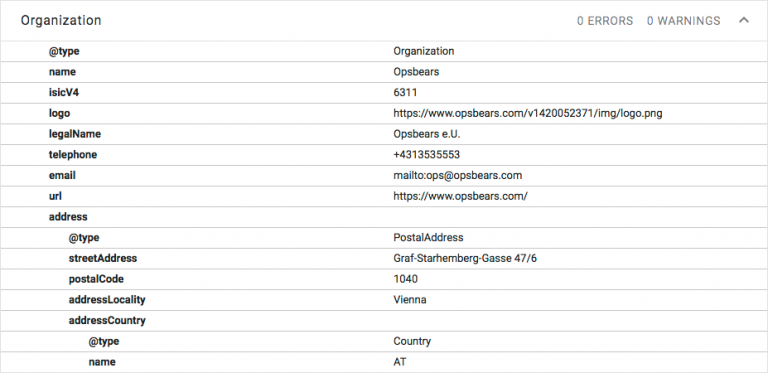 Organization 0 ERRORS 0 WARNINGS
@type Organization
name Opsbears
isicV4 6311
logo https://www.opsbears.com/v1420052371/img/logo.png
legalName Opsbears e.U.
telephone +4313535553
email mailto:ops@opsbears.com
url https://www.opsbears.com/
address
@type PostalAddress
streetAddress Graf-Starhemberg-Gasse 47/6
postalCode 1040
addressLocality Vienna
addressCountry
@type Country
name AT